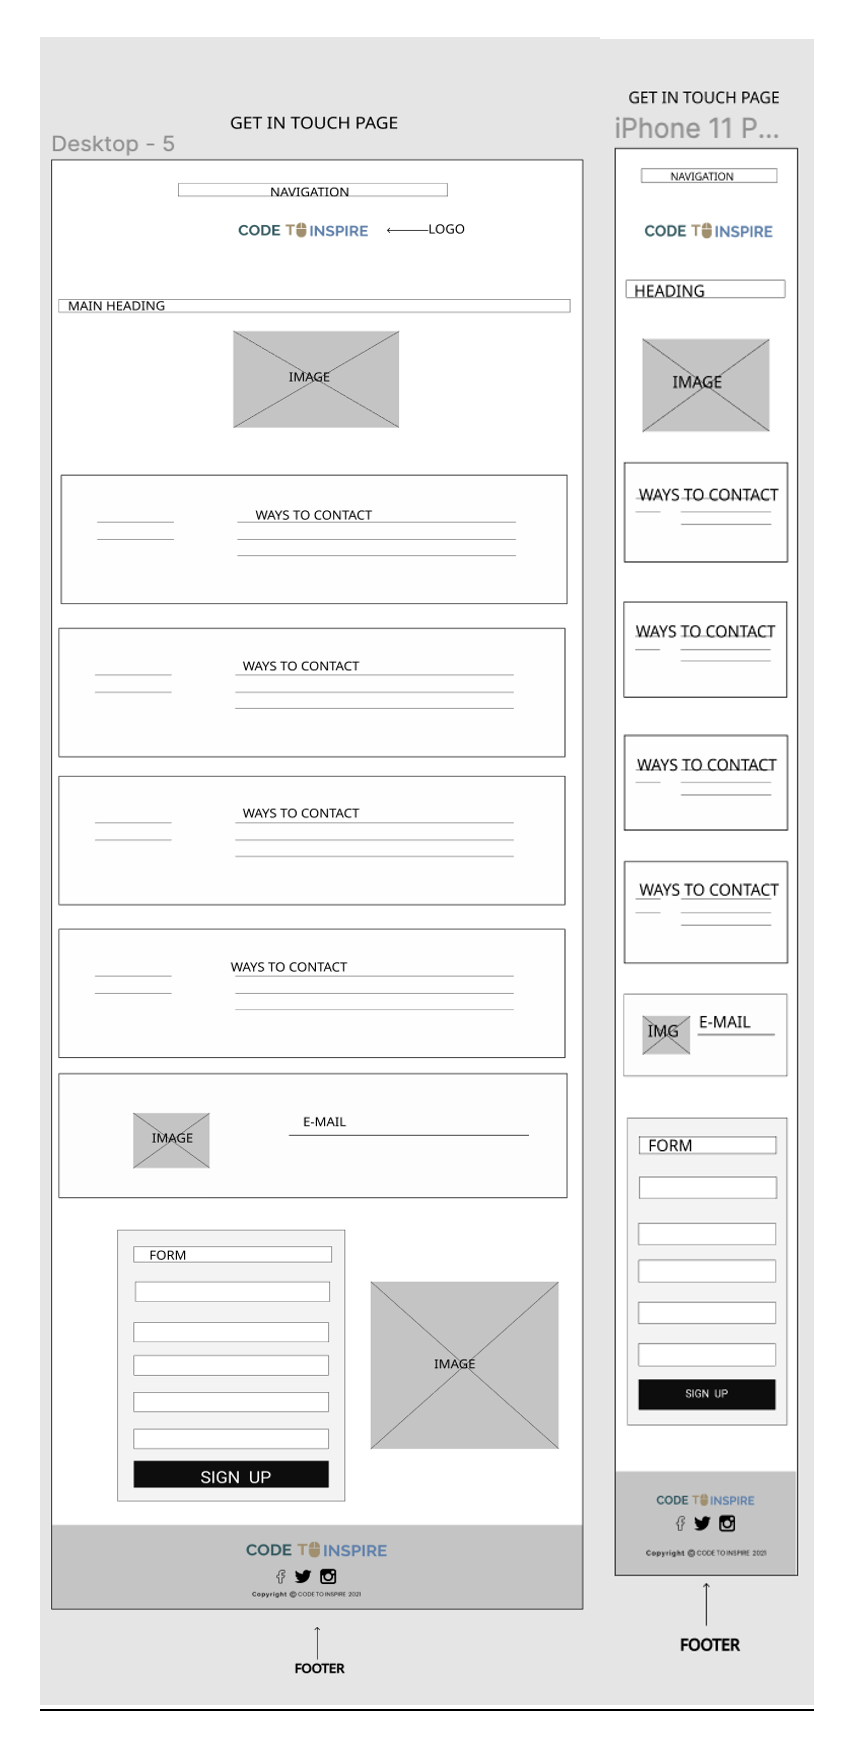 GET IN TOUCH PAGE
Desktop - 5
NAVIGATION
CODE TO INSPIRE
LOGO
MAIN HEADING
IMAGE
WAYS TO CONTACT
WAYS TO CONTACT
WAYS TO CONTACT
WAYS TO CONTACT
IMAGE
E-MAIL
FORM
IMAGE
SIGN UP
CODE TO INSPIRE
Copyright © CODE TO INSPIRE 2021
FOOTER
GET IN TOUCH PAGE
iPhone 11 P...
NAVIGATION
CODE TO INSPIRE
HEADING
IMAGE
WAYS TO CONTACT
WAYS TO CONTACT
WAYS TO CONTACT
WAYS TO CONTACT
IMG
E-MAIL
FORM
SIGN UP
CODE TO INSPIRE
Copyright © CODE TO INSPIRE 2021
FOOTER